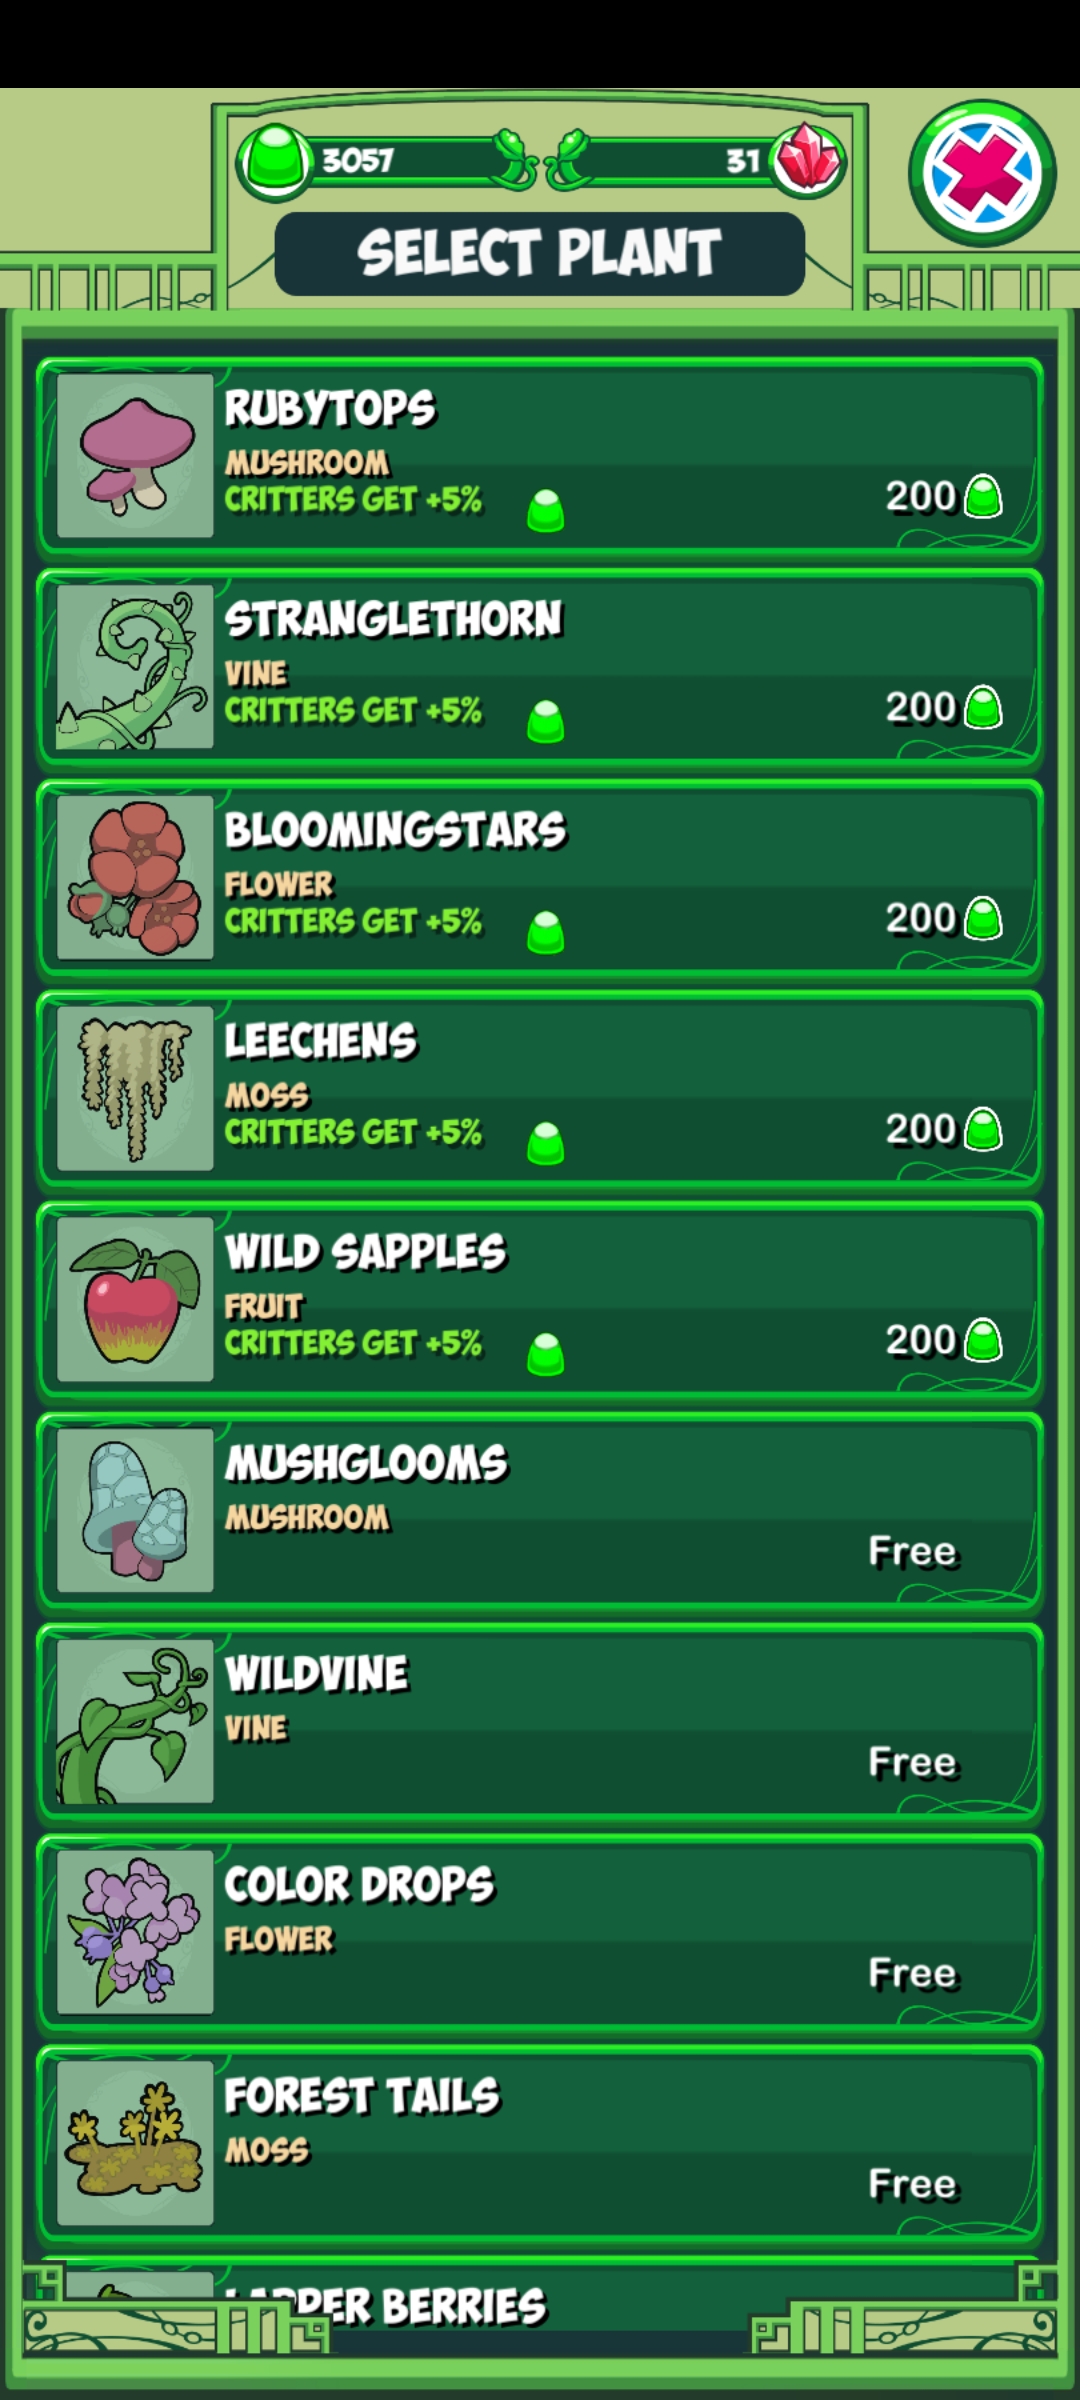 3057
31
SELECT PLANT
RUBYTOPS
MUSHROOM
CRITTERS GET +5%
200
STRANGLETHORN
VINE
CRITTERS GET +5%
200
BLOOMINGSTARS
FLOWER
CRITTERS GET +5%
200
LEECHENS
MOSS
CRITTERS GET +5%
200
WILD SAPPLES
FRUIT
CRITTERS GET +5%
200
MUSHGLOOMS
MUSHROOM
Free
WILDVINE
VINE
Free
COLOR DROPS
FLOWER
Free
FOREST TAILS
MOSS
Free
BERRIES